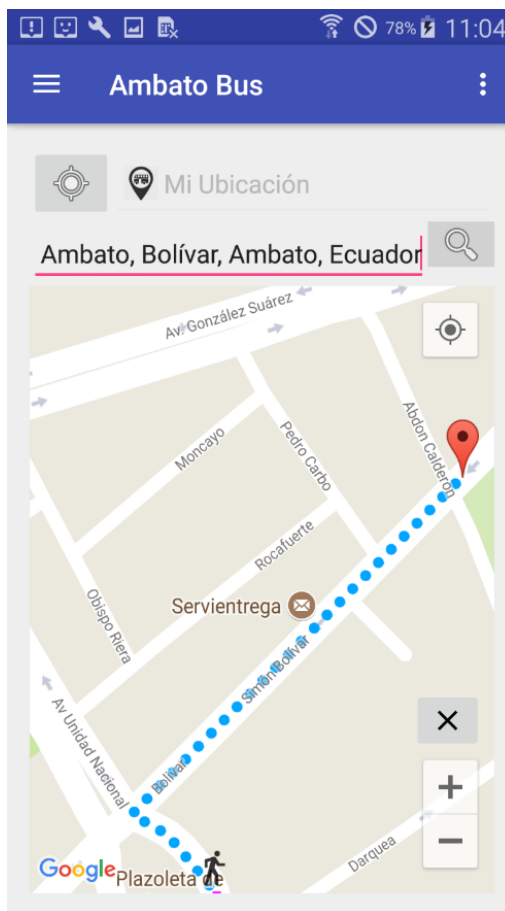 78% 11:04
Ambato Bus
Mi Ubicación
Ambato, Bolívar, Ambato, Ecuador
Av. González Suárez
Abdon Calderón
Pedro Carbo
Moncayo
Rocafuerte
Servientrega
Obispo Riera
Simón Bolívar
Av Unidad Nacional
Bolívar
Darquea
Google
Plazoleta de